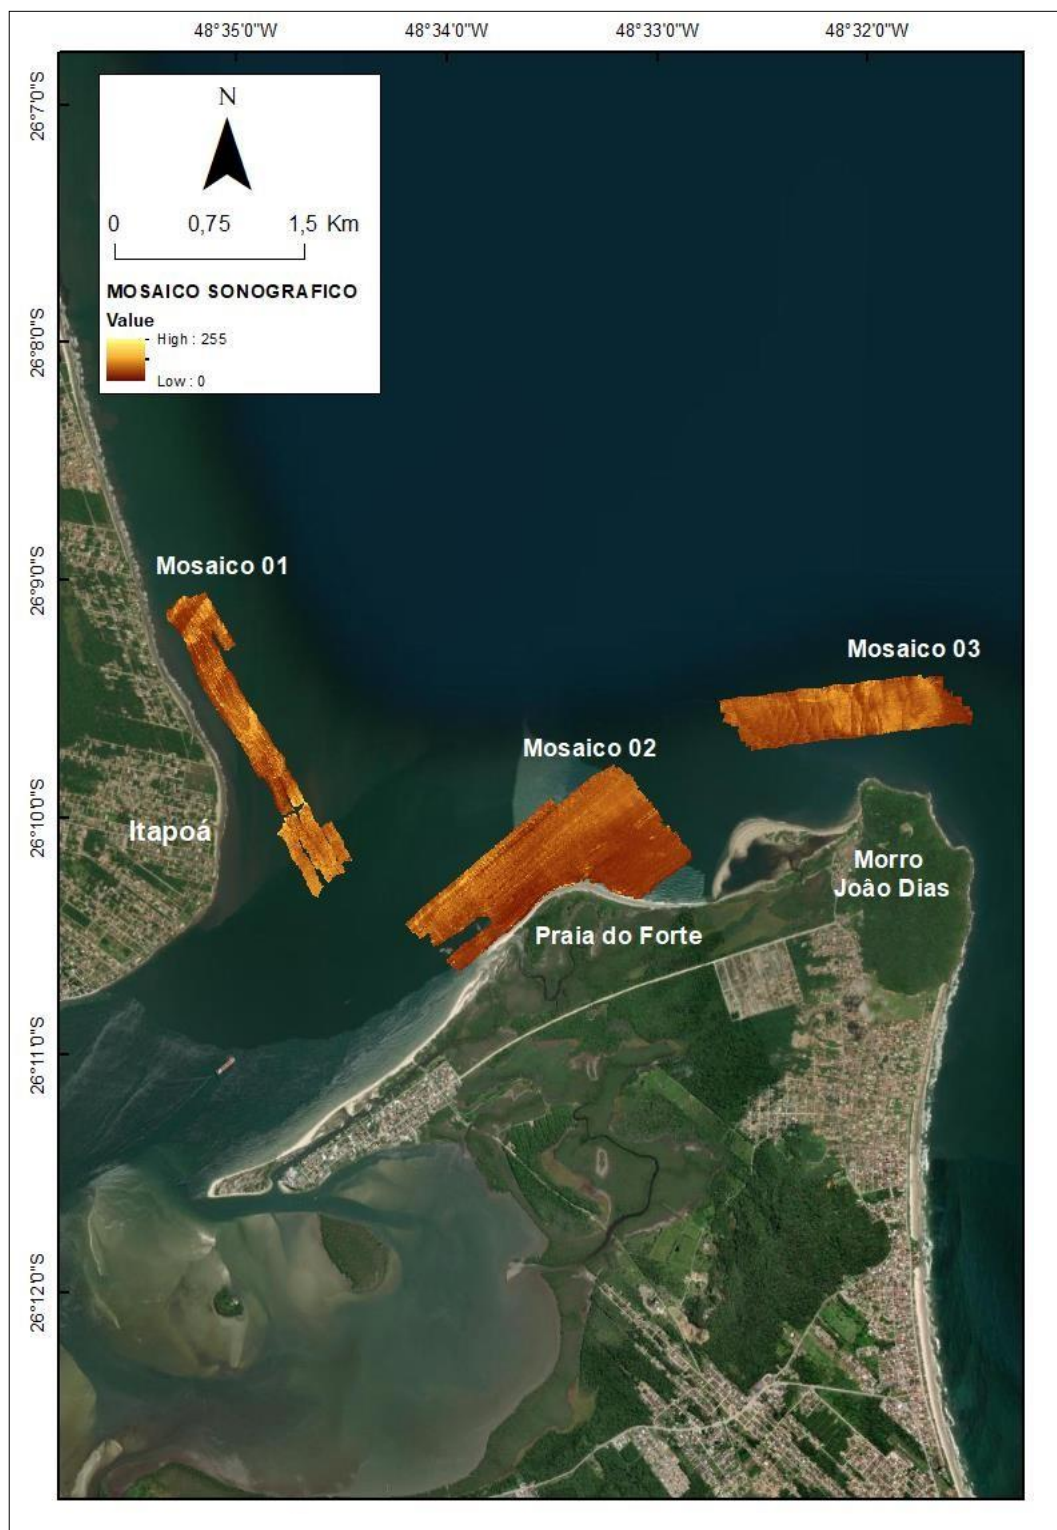 48°35'0"W 48°34'0"W 48°33'0"W 48°32'0"W
26°7'0"S
N
0 0,75 1,5 Km
MOSAICO SONOGRAFICO
Value
High : 255
Low : 0
26°8'0"S
26°9'0"S
Mosaico 01
Mosaico 03
Mosaico 02
26°10'0"S
Itapoá
Morro
Joâo Dias
Praia do Forte
26°11'0"S
26°12'0"S